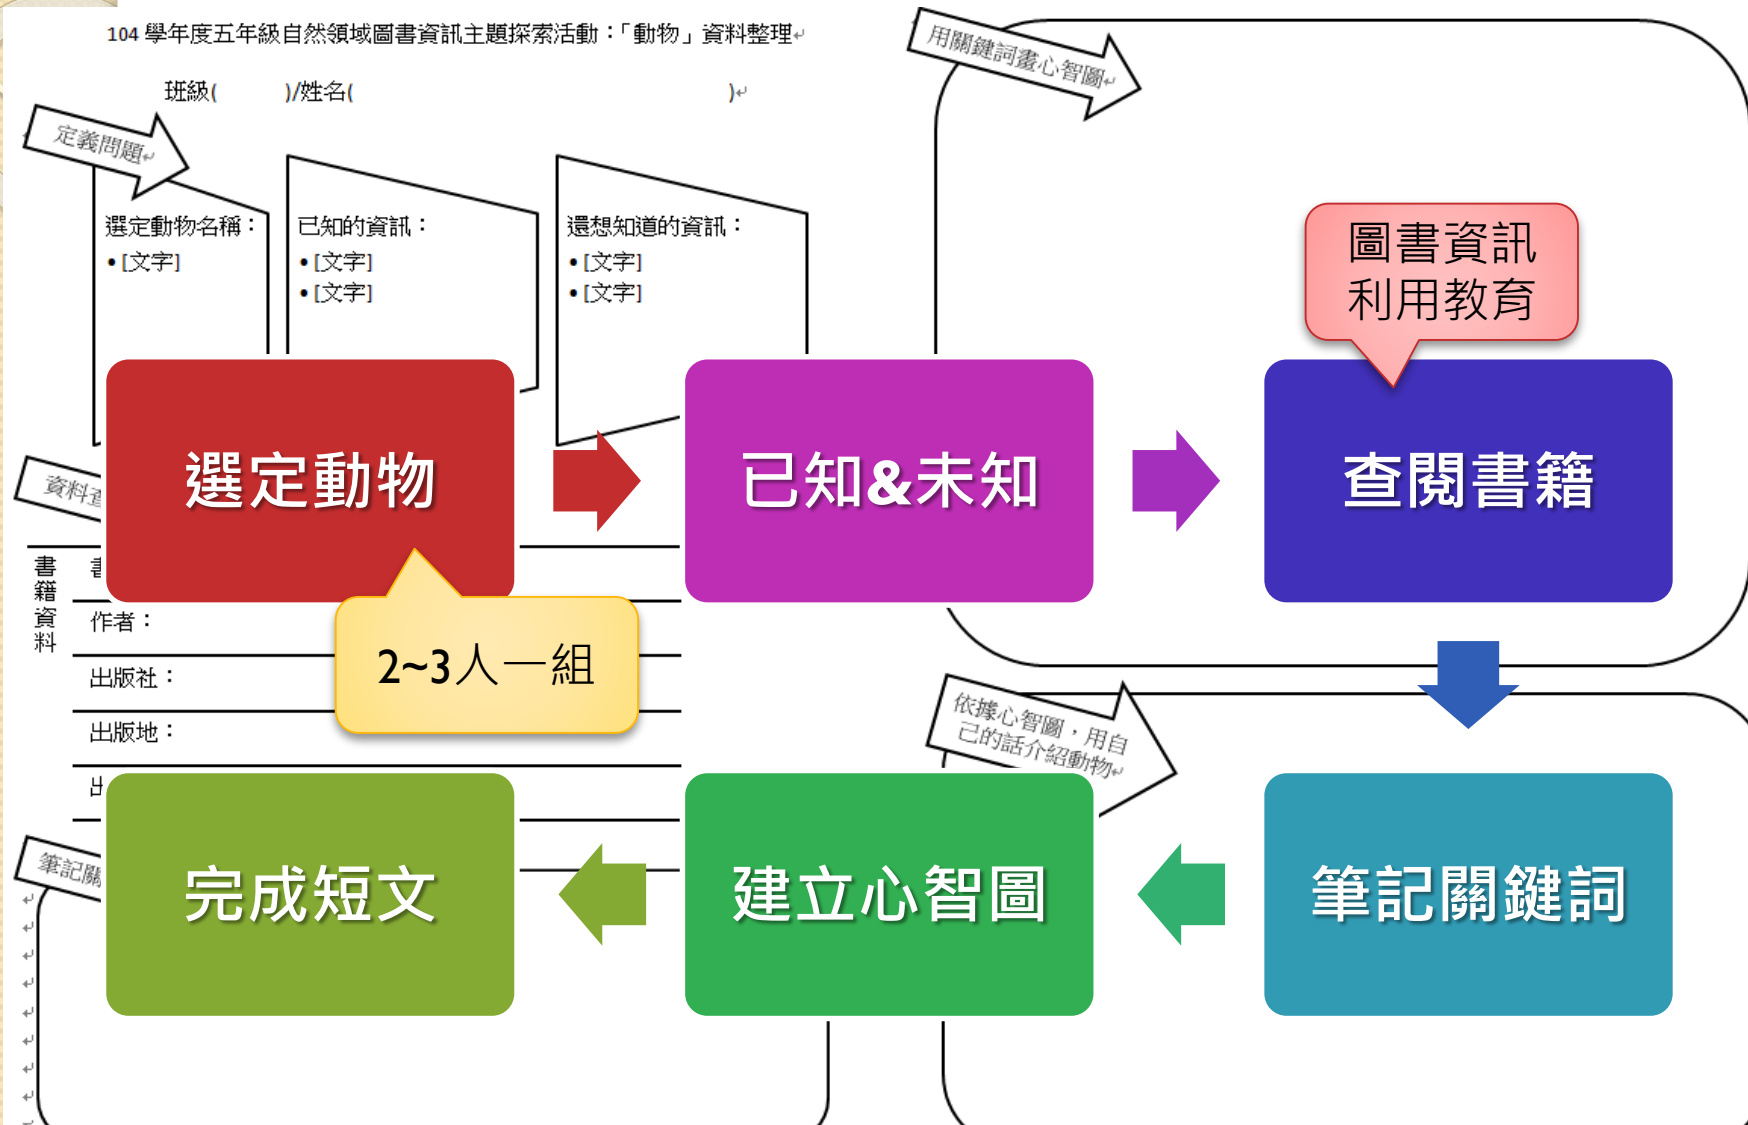 104 學年度五年級自然領域圖書資訊主題探索活動：「動物」資料整理
班級(          )/姓名(                    )
定義問題
選定動物名稱：
• [文字]
已知的資訊：
• [文字]
• [文字]
還想知道的資訊：
• [文字]
• [文字]
用關鍵詞畫心智圖
圖書資訊
利用教育
選定動物
已知&未知
查閱書籍
2~3人一組
資料
書籍資料
作者：
出版社：
出版地：
依據心智圖，用自
己的話介紹動物
筆記關
完成短文
建立心智圖
筆記關鍵詞